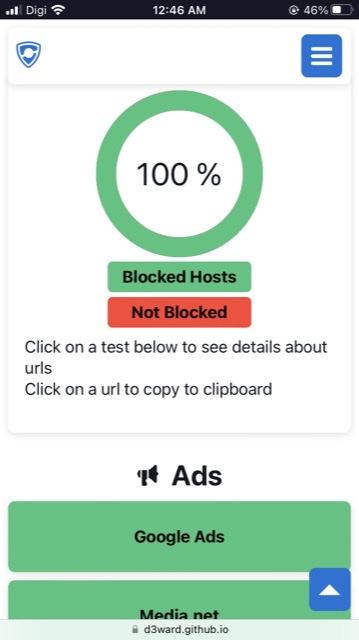 Digi 12:46 AM 46%
100 %
Blocked Hosts
Not Blocked
Click on a test below to see details about
urls
Click on a url to copy to clipboard
Ads
Google Ads
Media.net
d3ward.github.io